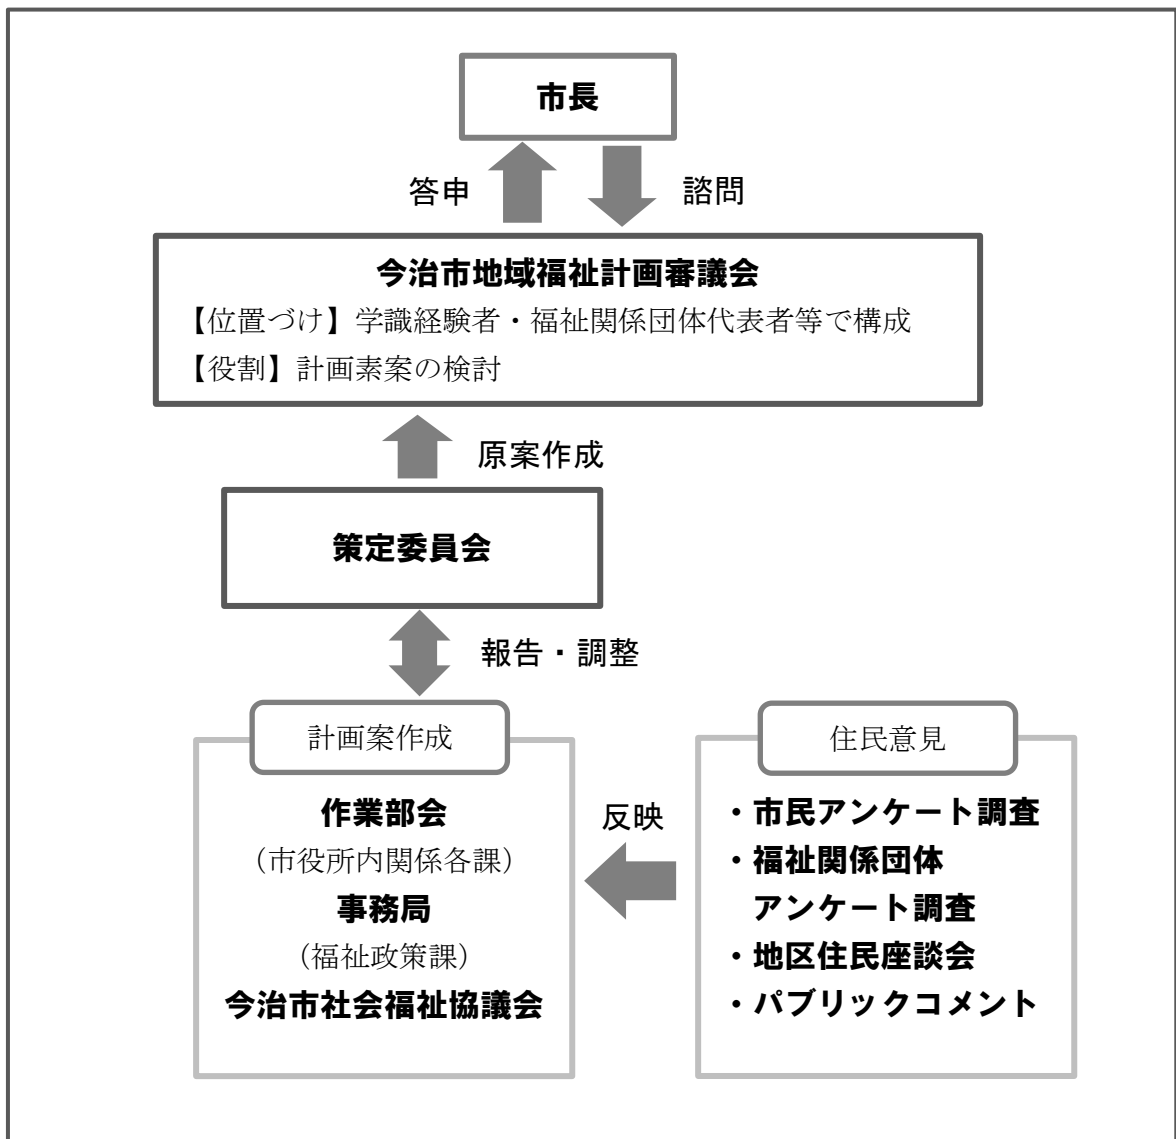 市長
答申
諮問
今治市地域福祉計画審議会
【位置づけ】学識経験者・福祉関係団体代表者等で構成
【役割】計画素案の検討
原案作成
策定委員会
報告・調整
計画案作成
作業部会
（市役所内関係各課）
事務局
（福祉政策課）
今治市社会福祉協議会
反映
住民意見
・市民アンケート調査
・福祉関係団体
アンケート調査
・地区住民座談会
・パブリックコメント